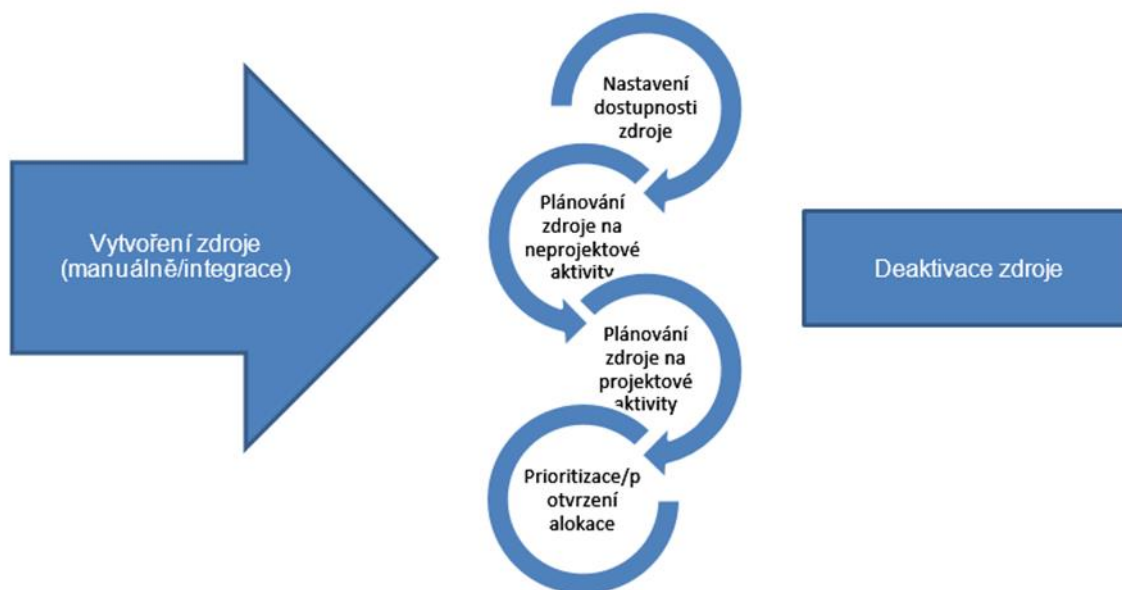 Vytvoření zdroje
(manuálně/integrace)
Nastavení
dostupnosti
zdroje
Plánování
zdroje na
neprojektové
aktivity
Plánování
zdroje na
projektové
aktivity
Prioritizace/p
otvrzení
alokace
Deaktivace zdroje